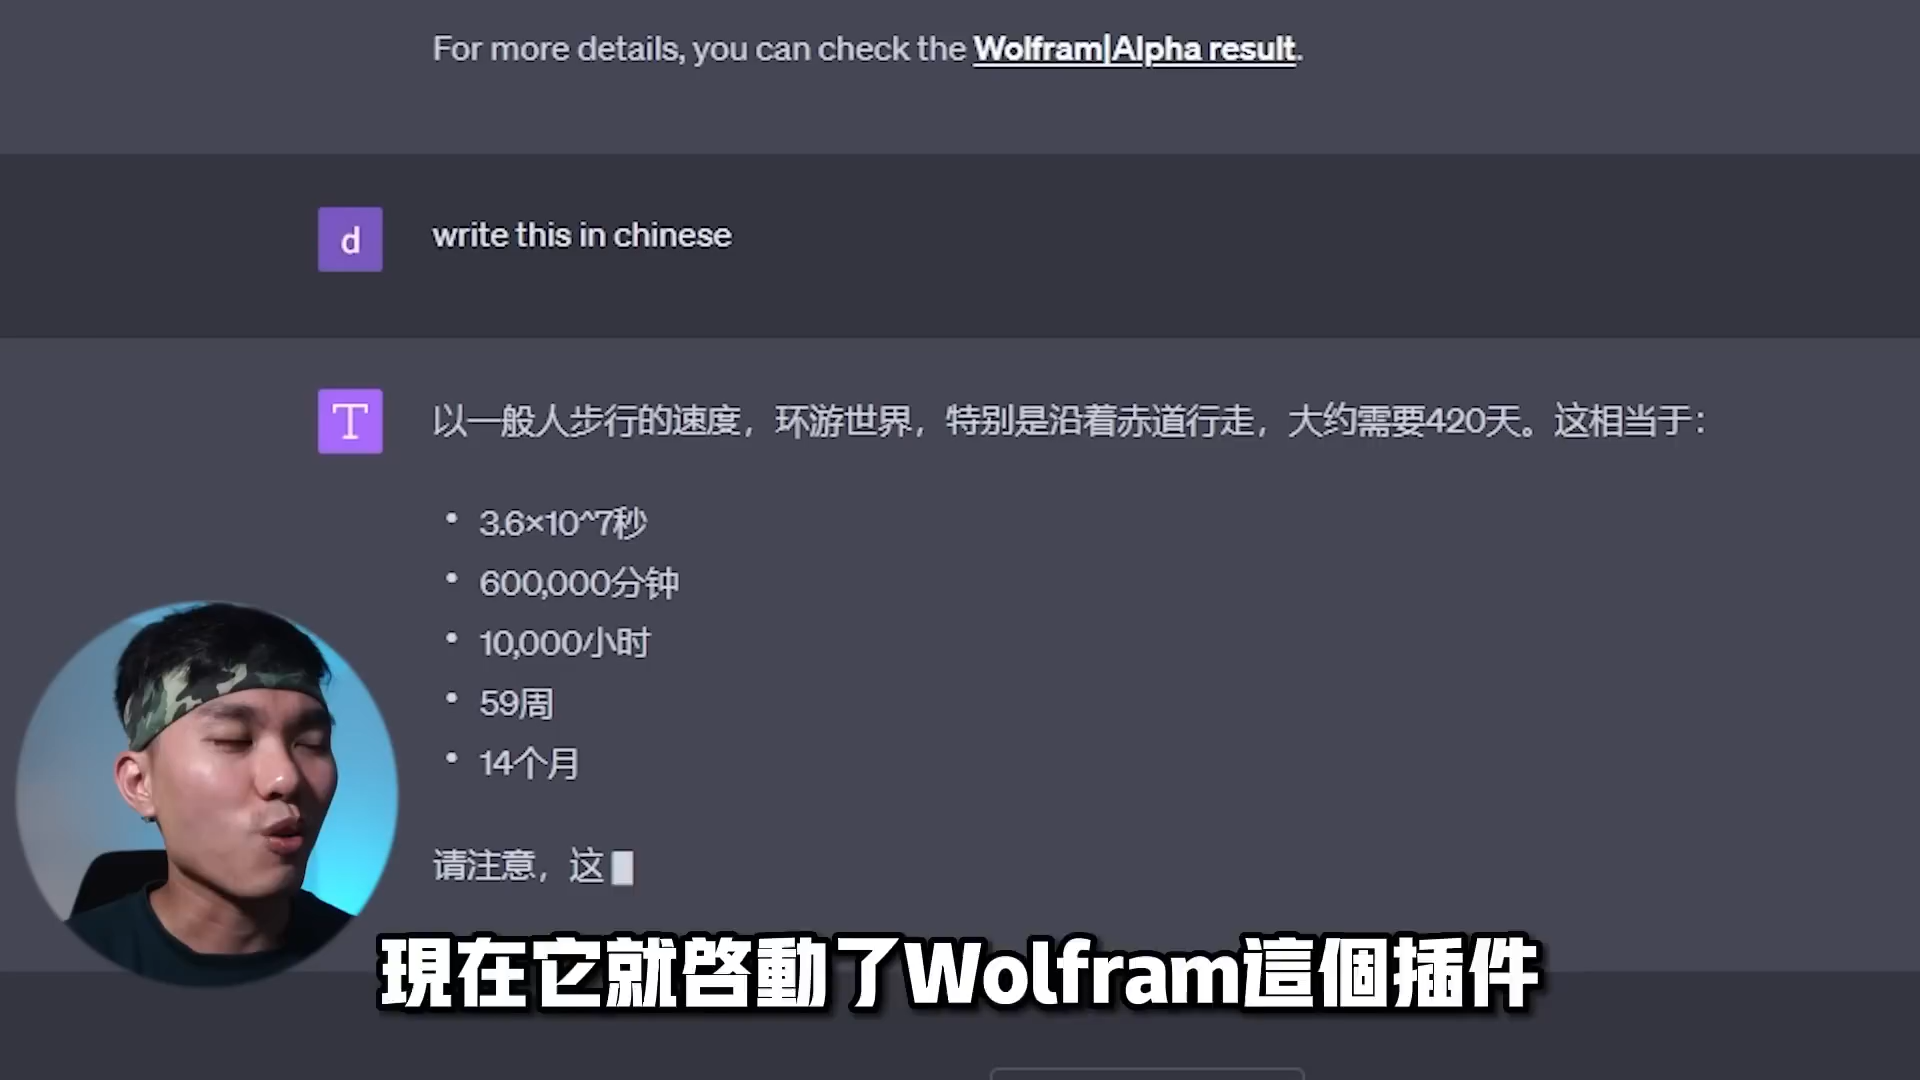 For more details, you can check the Wolfram|Alpha result.
d
write this in chinese
T
以一般人步行的速度，环游世界，特别是沿着赤道行走，大约需要420天。这相当于：
• 3.6×10^7秒
• 600,000分钟
• 10,000小时
• 59周
• 14个月
请注意，这
現在它就啓動了Wolfram這個插件